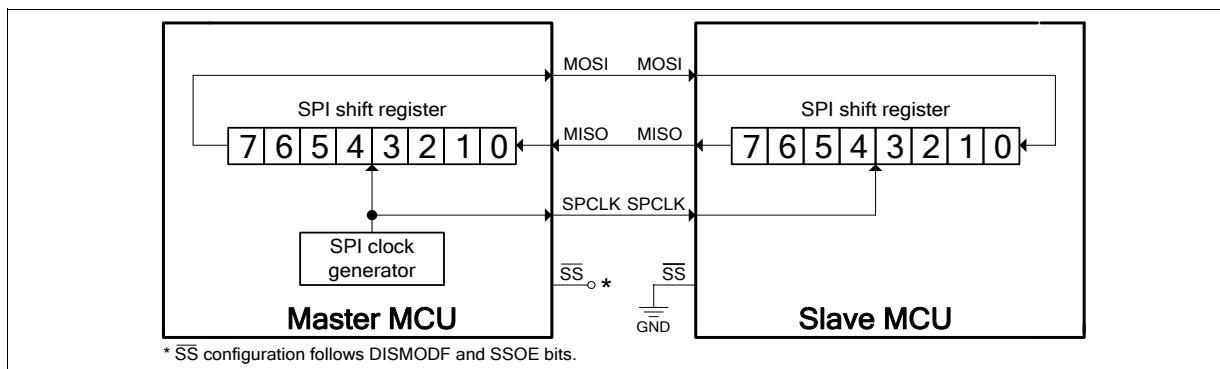 MOSI MOSI
SPI shift register SPI shift register
7 6 5 4 3 2 1 0 MISO MISO 7 6 5 4 3 2 1 0
SPCLK SPCLK
SPI clock
generator
SS * SS
GND
Master MCU Slave MCU
* SS configuration follows DISMODF and SSOE bits.